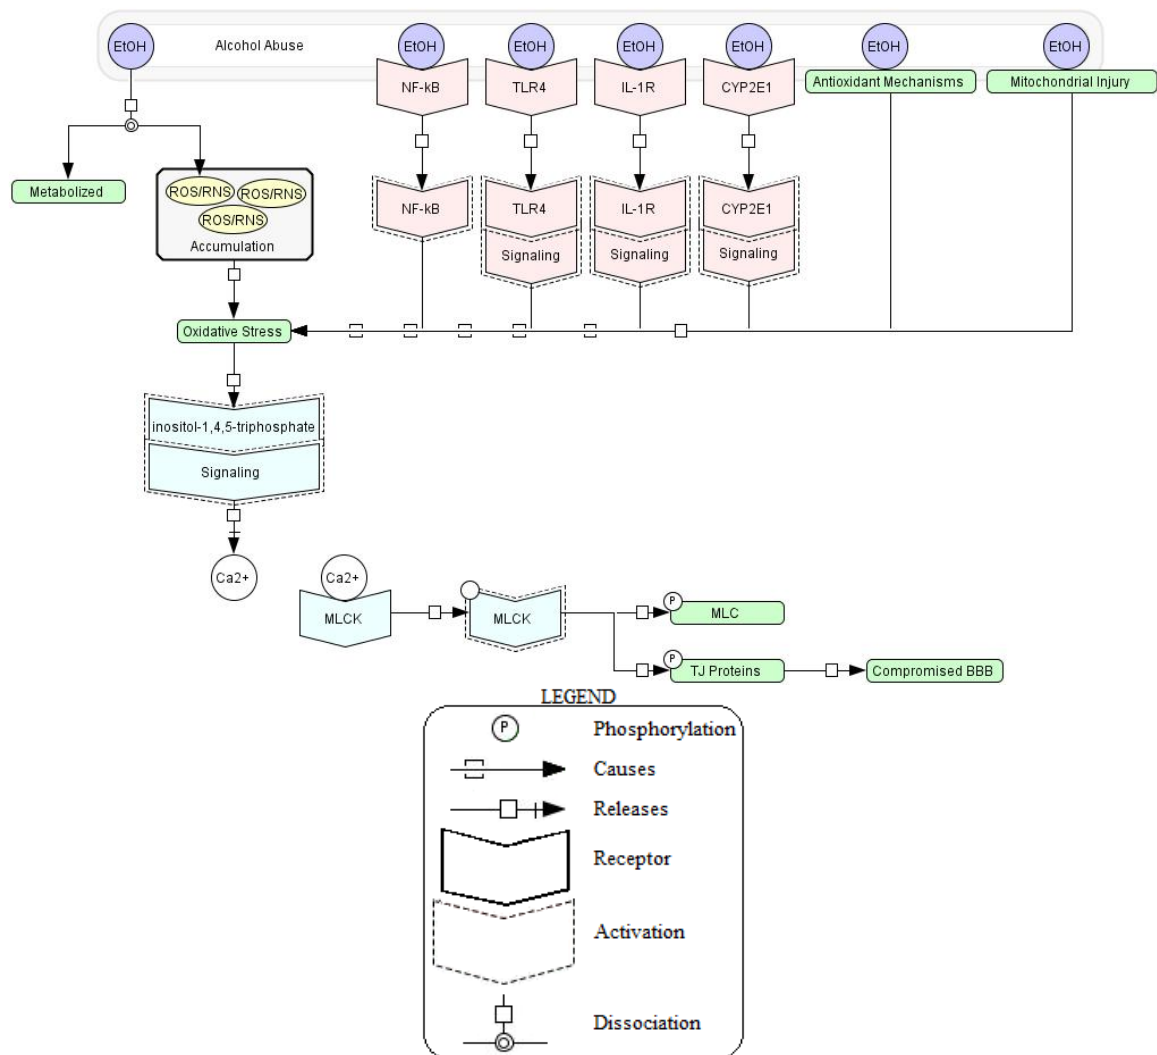 EtOH Alcohol Abuse EtOH EtOH EtOH EtOH EtOH EtOH
NF-kB TLR4 IL-1R CYP2E1 Antioxidant Mechanisms Mitochondrial Injury
Metabolized
ROS/RNS ROS/RNS
ROS/RNS
Accumulation
NF-kB TLR4 IL-1R CYP2E1
Signaling Signaling Signaling
Oxidative Stress
inositol-1,4,5-triphosphate
Signaling
Ca2+ Ca2+
MLCK MLCK P MLC
P TJ Proteins Compromised BBB
LEGEND
P Phosphorylation
Causes
Releases
Receptor
Activation
Dissociation